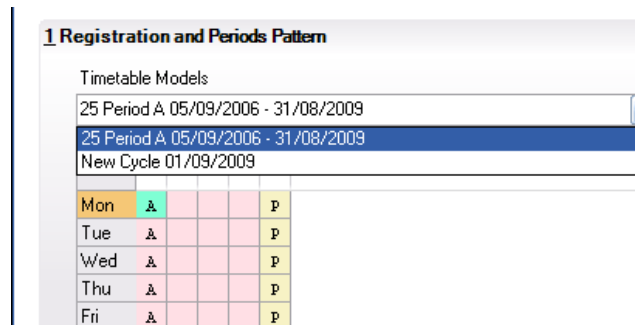 1 Registration and Periods Pattern
Timetable Models
25 Period A 05/09/2006 - 31/08/2009
25 Period A 05/09/2006 - 31/08/2009
New Cycle 01/09/2009
Mon A P
Tue A P
Wed A P
Thu A P
Fri A P